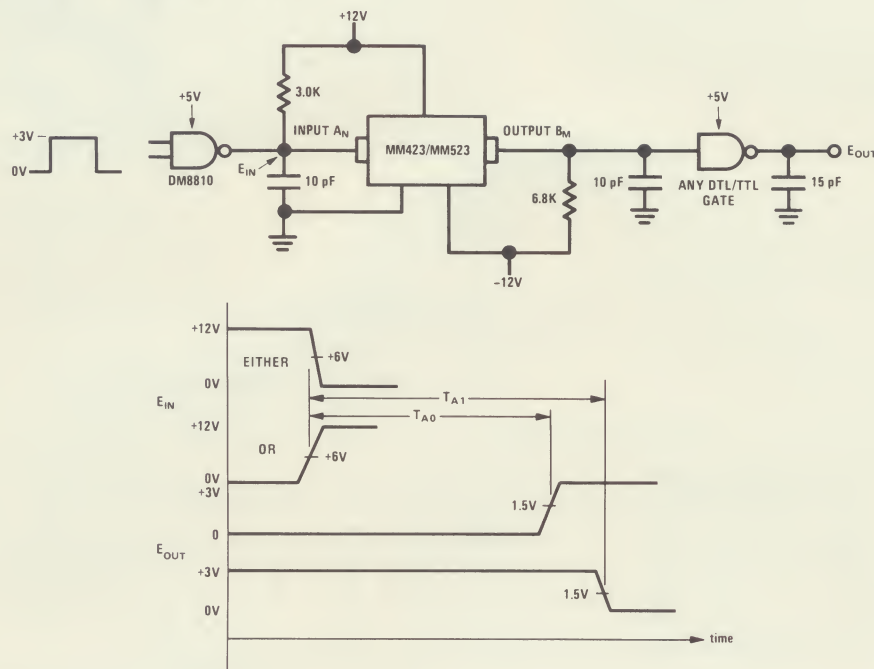 +12V
3.0K
+5V
+5V
+3V
0V
INPUT A_N
MM423/MM523
OUTPUT B_M
E_IN
10 pF
DM8810
6.8K
10 pF
ANY DTL/TTL
GATE
15 pF
E_OUT
-12V
+12V
EITHER
+6V
0V
E_IN
T_A1
T_A0
+12V
OR
+6V
0V
+3V
1.5V
0
E_OUT
+3V
1.5V
0V
time